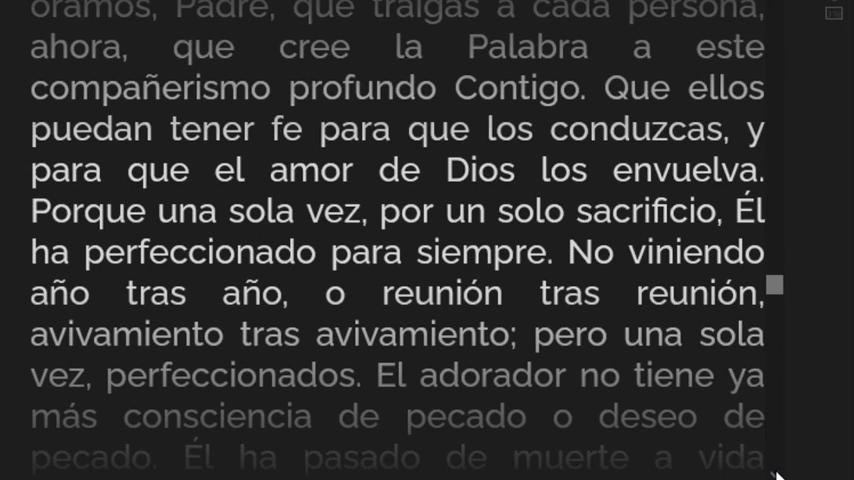 oramos, Padre, que traigas a cada persona,
ahora, que cree la Palabra a este
compañerismo profundo Contigo. Que ellos
puedan tener fe para que los conduzcas, y
para que el amor de Dios los envuelva.
Porque una sola vez, por un solo sacrificio, Él
ha perfeccionado para siempre. No viniendo
año tras año, o reunión tras reunión,
avivamiento tras avivamiento; pero una sola
vez, perfeccionados. El adorador no tiene ya
más consciencia de pecado o deseo de
pecado. Él ha pasado de muerte a vida